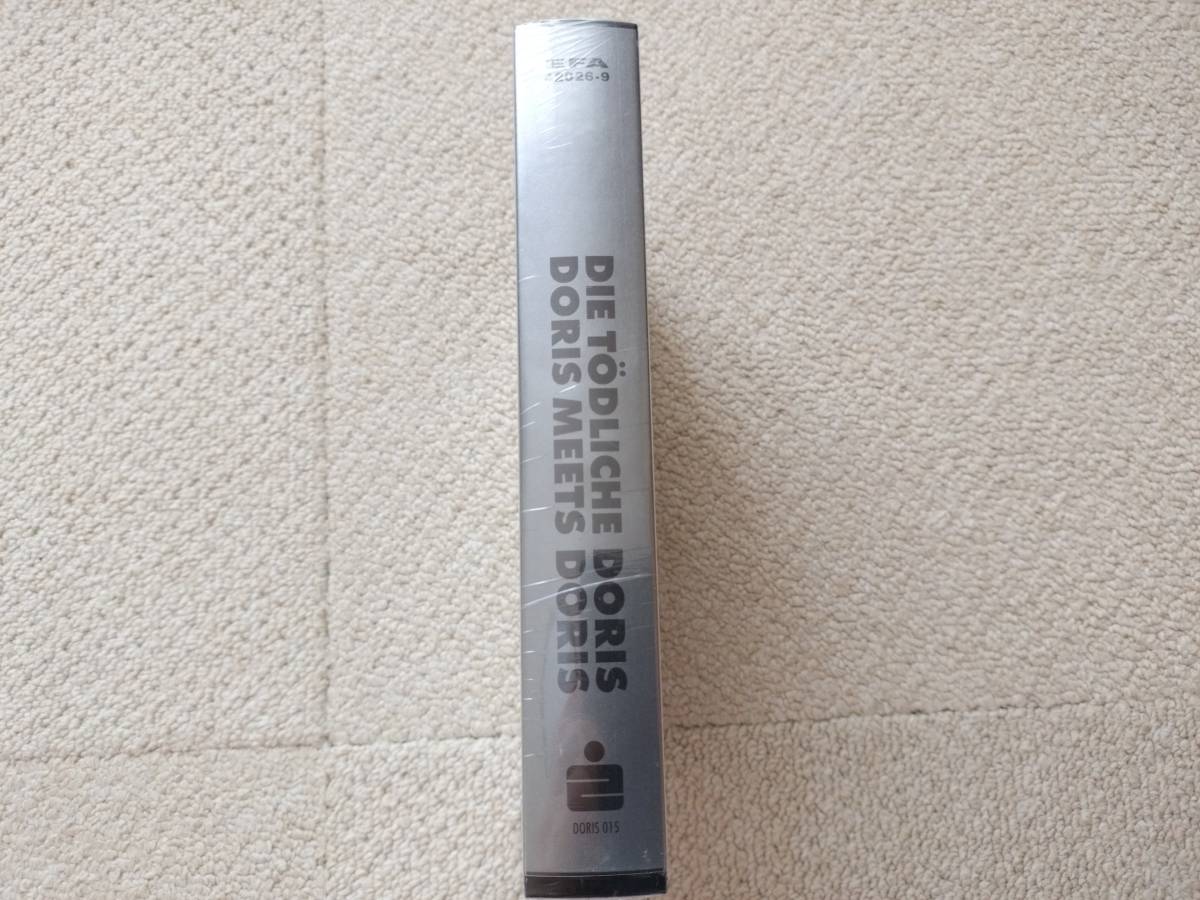 EFA
42026-9
DIE TÖDLICHE DORIS
DORIS MEETS DORIS
DORIS 015